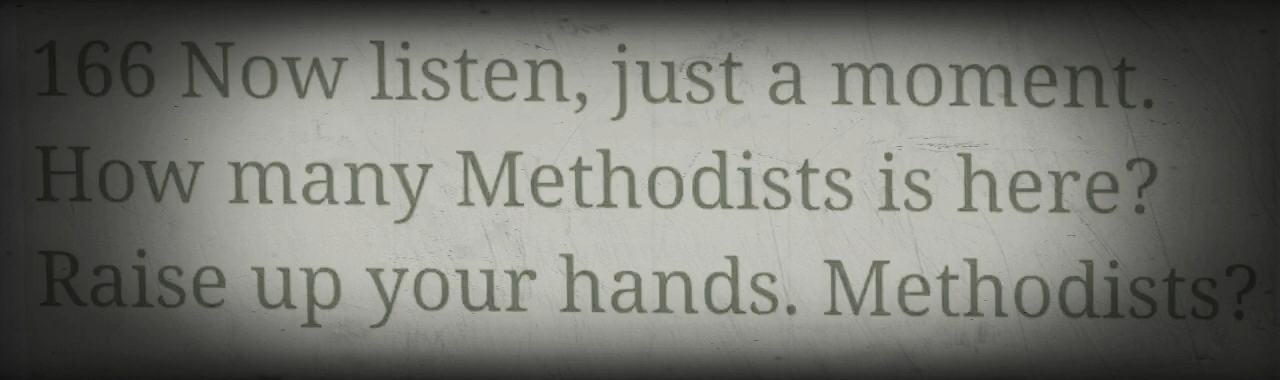 166 Now listen, just a moment.
How many Methodists is here?
Raise up your hands. Methodists?